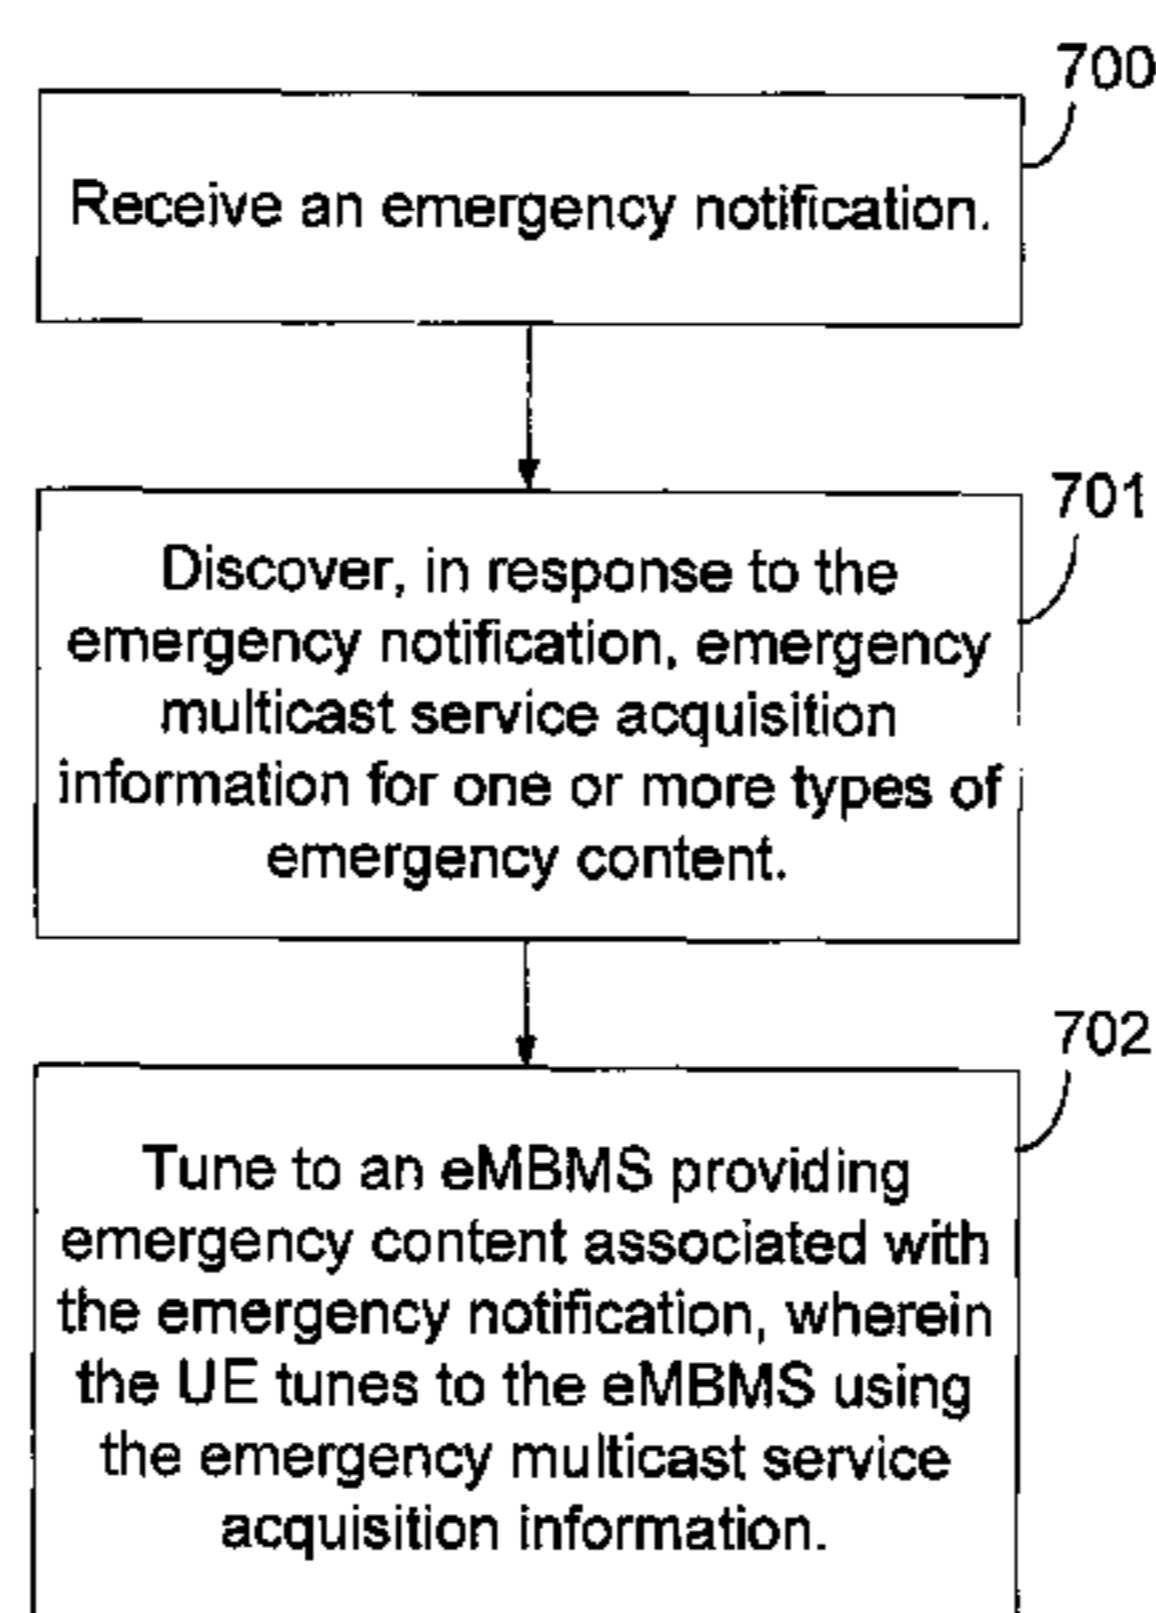 700
Receive an emergency notification.
701
Discover, in response to the
emergency notification, emergency
multicast service acquisition
information for one or more types of
emergency content.
702
Tune to an eMBMS providing
emergency content associated with
the emergency notification, wherein
the UE tunes to the eMBMS using
the emergency multicast service
acquisition information.